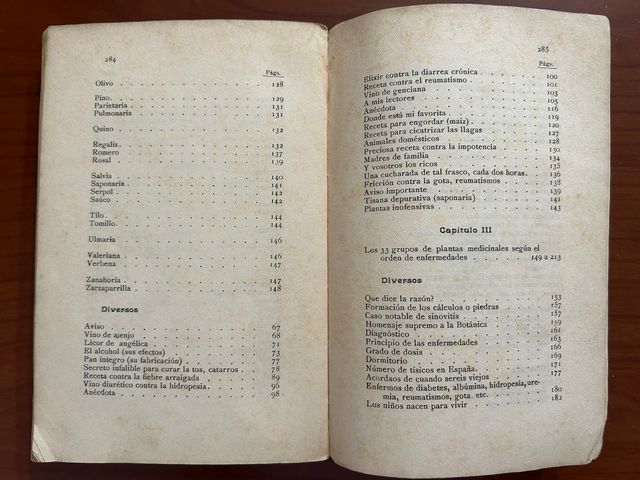 284
Págs.
Olivo 128
Pino. 129
Parietaria 131
Pulmonaria 131
Quino 132
Regaliz 132
Romero 137
Rosal 139
Salvia 140
Saponaria 141
Serpol 142
Saúco 142
Tilo 144
Tomillo 144
Ulmaria 146
Valeriana 146
Verbena 147
Zanahoria 147
Zarzaparrilla 148
Diversos
Aviso 67
Vino de ajenjo 68
Licor de angélica 71
El alcohol (sus efectos) 73
Pan íntegro (su fabricación) 77
Secreto infalible para curar la tos, catarros 78
Receta contra la fiebre arraigada 89
Vino diurético contra la hidropesía 96
Anécdota 98
285
Págs.
Elixir contra la diarrea crónica 100
Receta contra el reumatismo 101
Vino de genciana 103
A mis lectores 105
Anécdota 116
Donde está mi favorita 119
Receta para engordar (maíz) 120
Receta para cicatrizar las llagas 127
Animales domésticos 128
Preciosa receta contra la impotencia 130
Madres de familia 134
Y vosotros los ricos 135
Una cucharada de tal frasco, cada dos horas. 136
Fricción contra la gota, reumatismos 138
Aviso importante 139
Tisana depurativa (saponaria) 141
Plantas inofensivas 143
Capítulo III
Los 33 grupos de plantas medicinales según el
orden de enfermedades 149 a 213
Diversos
Que dice la razón? 153
Formación de los cálculos o piedras 157
Caso notable de sinovitis 157
Homenaje supremo a la Botánica 159
Diagnóstico 161
Principio de las enfermedades 163
Grado de dosis 166
Dormitorio 169
Número de tísicos en España. 171
Acordaos de cuando sereis viejos 177
Enfermos de diabetes, albúmina, hidropesía, ure-
mia, reumatismos, gota. etc. 180
Los niños nacen para vivir 182